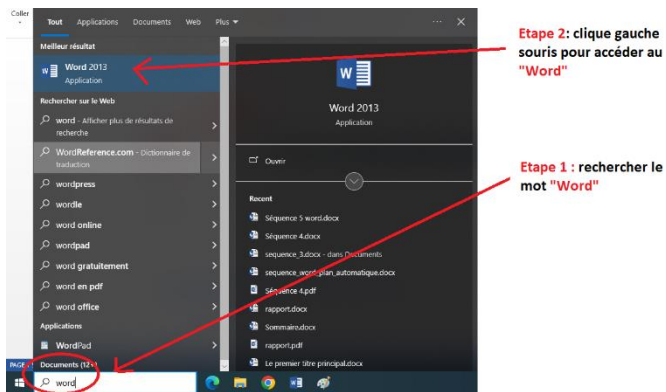 Coller
Tout Applications Documents Web Plus
Meilleur résultat
Word 2013
Application
Rechercher sur le Web
word - Afficher plus de résultats de
recherche
WordReference.com - Dictionnaire de
traduction
wordpress
wordle
word online
wordpad
word gratuitement
word en pdf
word office
Applications
WordPad
Documents (12+)
PAGE
word
Word 2013
Application
Ouvrir
Recent
Séquence 5 word.docx
Séquence 4.docx
sequence_3.docx - dans Documents
sequence_word_plan_automatique.docx
Séquence 4.pdf
rapport.docx
Sommaire.docx
rapport.pdf
Le premier titre principal.docx
Etape 2: clique gauche
souris pour accéder au
"Word"
Etape 1 : rechercher le
mot "Word"